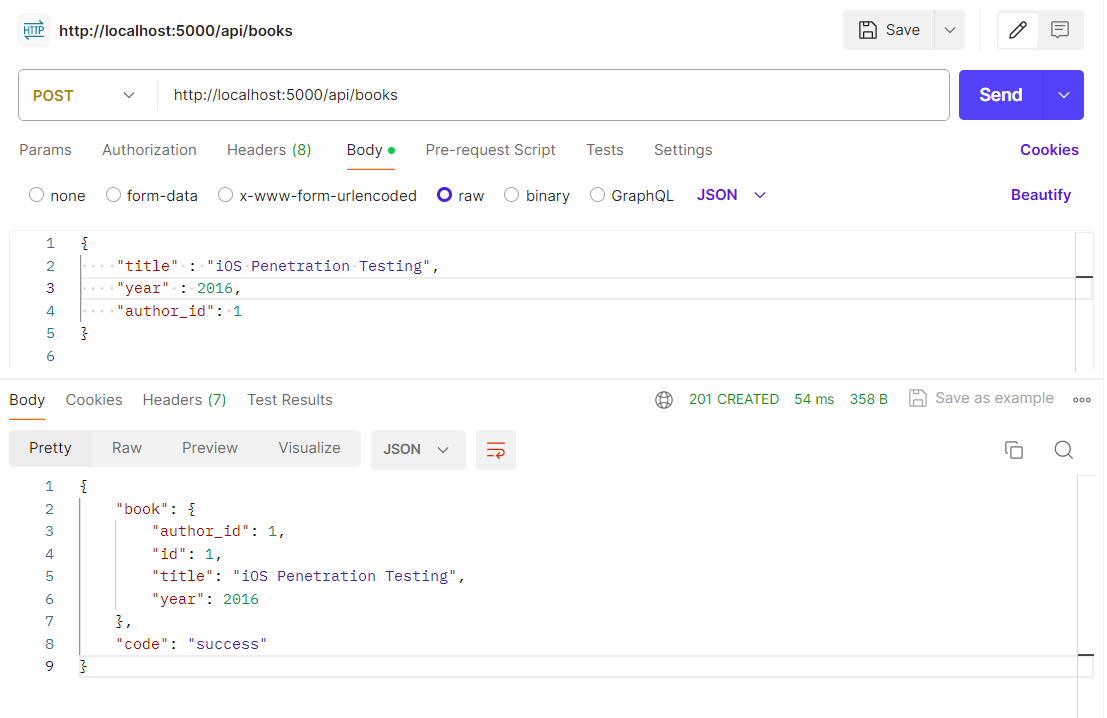 HTTP http://localhost:5000/api/books Save
POST http://localhost:5000/api/books Send
Params Authorization Headers (8) Body Pre-request Script Tests Settings Cookies
none form-data x-www-form-urlencoded raw binary GraphQL JSON Beautify
1 {
2 "title" : "iOS Penetration Testing",
3 "year" : 2016,
4 "author_id": 1
5 }
6
Body Cookies Headers (7) Test Results 201 CREATED 54 ms 358 B Save as example
Pretty Raw Preview Visualize JSON
1 {
2 "book": {
3 "author_id": 1,
4 "id": 1,
5 "title": "iOS Penetration Testing",
6 "year": 2016
7 },
8 "code": "success"
9 }